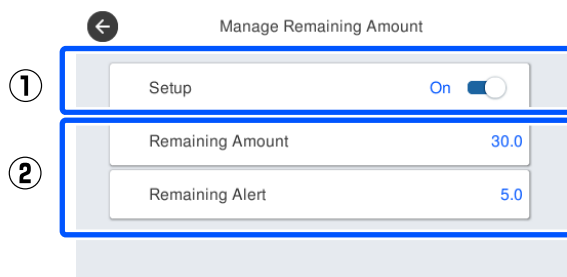 Manage Remaining Amount
① Setup On
② Remaining Amount 30.0
Remaining Alert 5.0